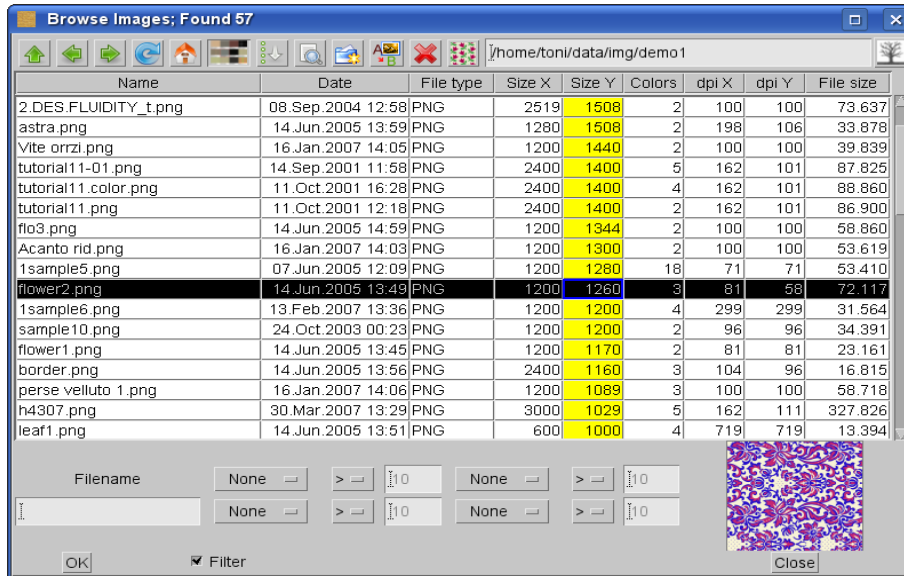 Browse Images; Found 57
/home/toni/data/img/demo1
Name Date File type Size X Size Y Colors dpi X dpi Y File size
2.DES.FLUIDITY_t.png 08.Sep.2004 12:58 PNG 2519 1508 2 100 100 73.637
astra.png 14.Jun.2005 13:59 PNG 1280 1508 2 198 106 33.878
Vite orrzi.png 16.Jan.2007 14:05 PNG 1200 1440 2 100 100 39.839
tutorial11-01.png 14.Sep.2001 11:58 PNG 2400 1400 5 162 101 87.825
tutorial11.color.png 11.Oct.2001 16:28 PNG 2400 1400 4 162 101 88.860
tutorial11.png 11.Oct.2001 12:18 PNG 2400 1400 2 162 101 86.900
flo3.png 14.Jun.2005 14:59 PNG 1200 1344 2 100 100 58.860
Acanto rid.png 16.Jan.2007 14:03 PNG 1200 1300 2 100 100 53.619
1sample5.png 07.Jun.2005 12:09 PNG 1200 1280 18 71 71 53.410
flower2.png 14.Jun.2005 13:49 PNG 1200 1260 3 81 58 72.117
1sample6.png 13.Feb.2007 13:36 PNG 1200 1200 4 299 299 31.564
sample10.png 24.Oct.2003 00:23 PNG 1200 1200 2 96 96 34.391
flower1.png 14.Jun.2005 13:45 PNG 1200 1170 2 81 81 23.161
border.png 14.Jun.2005 13:56 PNG 2400 1160 3 104 96 16.815
perse velluto 1.png 16.Jan.2007 14:06 PNG 1200 1089 3 100 100 58.718
h4307.png 30.Mar.2007 13:29 PNG 3000 1029 5 162 111 327.826
leaf1.png 14.Jun.2005 13:51 PNG 600 1000 4 719 719 13.394
Filename None > 10 None > 10
None > 10 None > 10
OK Filter Close